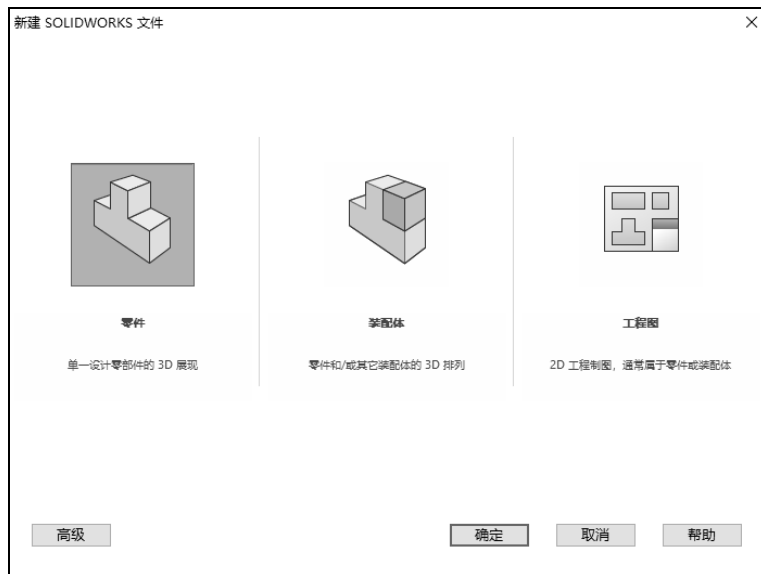 新建 SOLIDWORKS 文件
零件
装配体
工程图
单一设计零部件的 3D 展现
零件和/或其它装配体的 3D 排列
2D 工程制图，通常属于零件或装配体
高级
确定
取消
帮助